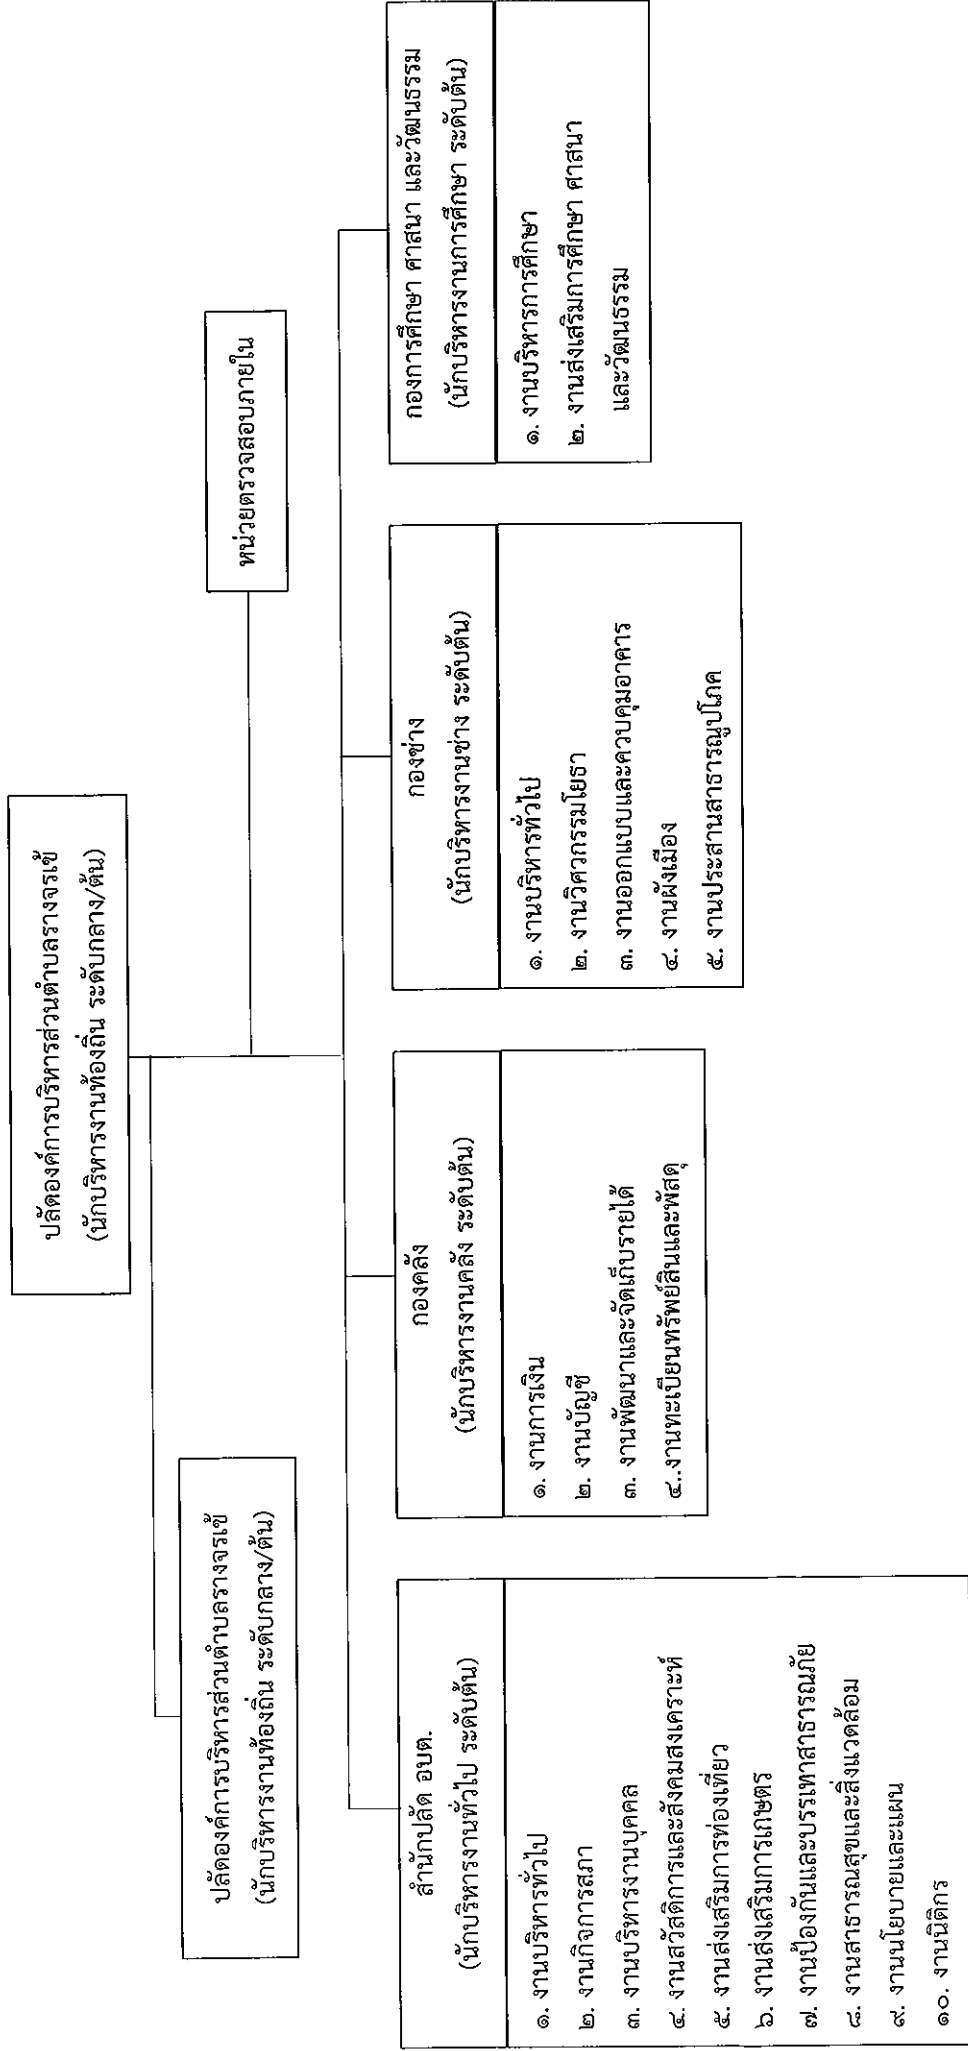 ปลัดองค์การบริหารส่วนตำบลรางจรเข้
(นักบริหารงานท้องถิ่น ระดับกลาง/ต้น)
ปลัดองค์การบริหารส่วนตำบลรางจรเข้
(นักบริหารงานท้องถิ่น ระดับกลาง/ต้น)
หน่วยตรวจสอบภายใน
สำนักปลัด อบต.
(นักบริหารงานทั่วไป ระดับต้น)
๑. งานบริหารทั่วไป
๒. งานกิจการสภา
๓. งานบริหารงานบุคคล
๔. งานสวัสดิการและสังคมสงเคราะห์
๕. งานส่งเสริมการท่องเที่ยว
๖. งานส่งเสริมการเกษตร
๗. งานป้องกันและบรรเทาสาธารณภัย
๘. งานสาธารณสุขและสิ่งแวดล้อม
๙. งานนโยบายและแผน
๑๐. งานนิติกร
กองคลัง
(นักบริหารงานคลัง ระดับต้น)
๑. งานการเงิน
๒. งานบัญชี
๓. งานพัฒนาและจัดเก็บรายได้
๔..งานทะเบียนทรัพย์สินและพัสดุ
กองช่าง
(นักบริหารงานช่าง ระดับต้น)
๑. งานบริหารทั่วไป
๒. งานวิศวกรรมโยธา
๓. งานออกแบบและควบคุมอาคาร
๔. งานผังเมือง
๕. งานประสานสาธารณูปโภค
กองการศึกษา ศาสนา และวัฒนธรรม
(นักบริหารงานการศึกษา ระดับต้น)
๑. งานบริหารการศึกษา
๒. งานส่งเสริมการศึกษา ศาสนา
และวัฒนธรรม